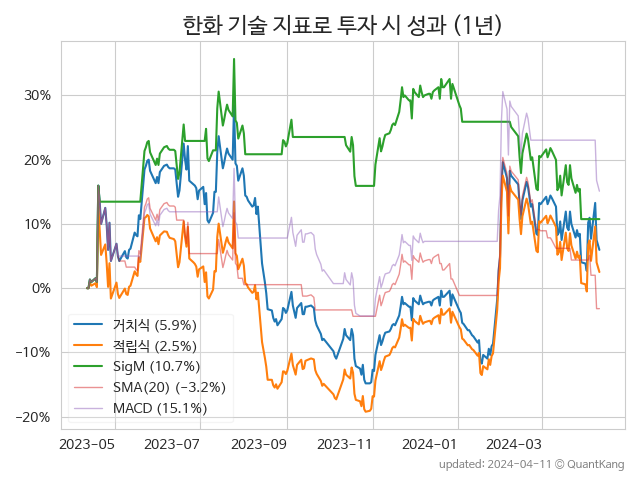 한화 기술 지표로 투자 시 성과 (1년)
30%
20%
10%
0%
−10%
−20%
거치식 (5.9%)
적립식 (2.5%)
SigM (10.7%)
SMA(20) (−3.2%)
MACD (15.1%)
2023-05 2023-07 2023-09 2023-11 2024-01 2024-03
updated: 2024-04-11 © QuantKang